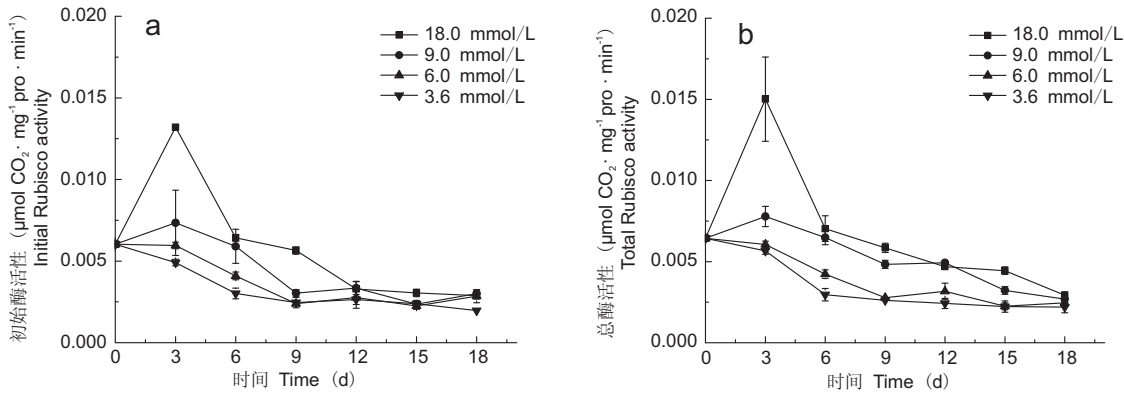 a
18.0 mmol/L
9.0 mmol/L
6.0 mmol/L
3.6 mmol/L
0.020
0.015
0.010
0.005
0.000
初始酶活性（μmol CO₂· mg⁻¹ pro · min⁻¹）
Initial Rubisco activity
0 3 6 9 12 15 18
时间 Time（d）
b
18.0 mmol/L
9.0 mmol/L
6.0 mmol/L
3.6 mmol/L
0.020
0.015
0.010
0.005
0.000
总酶活性（μmol CO₂· mg⁻¹ pro · min⁻¹）
Total Rubisco activity
0 3 6 9 12 15 18
时间 Time（d）